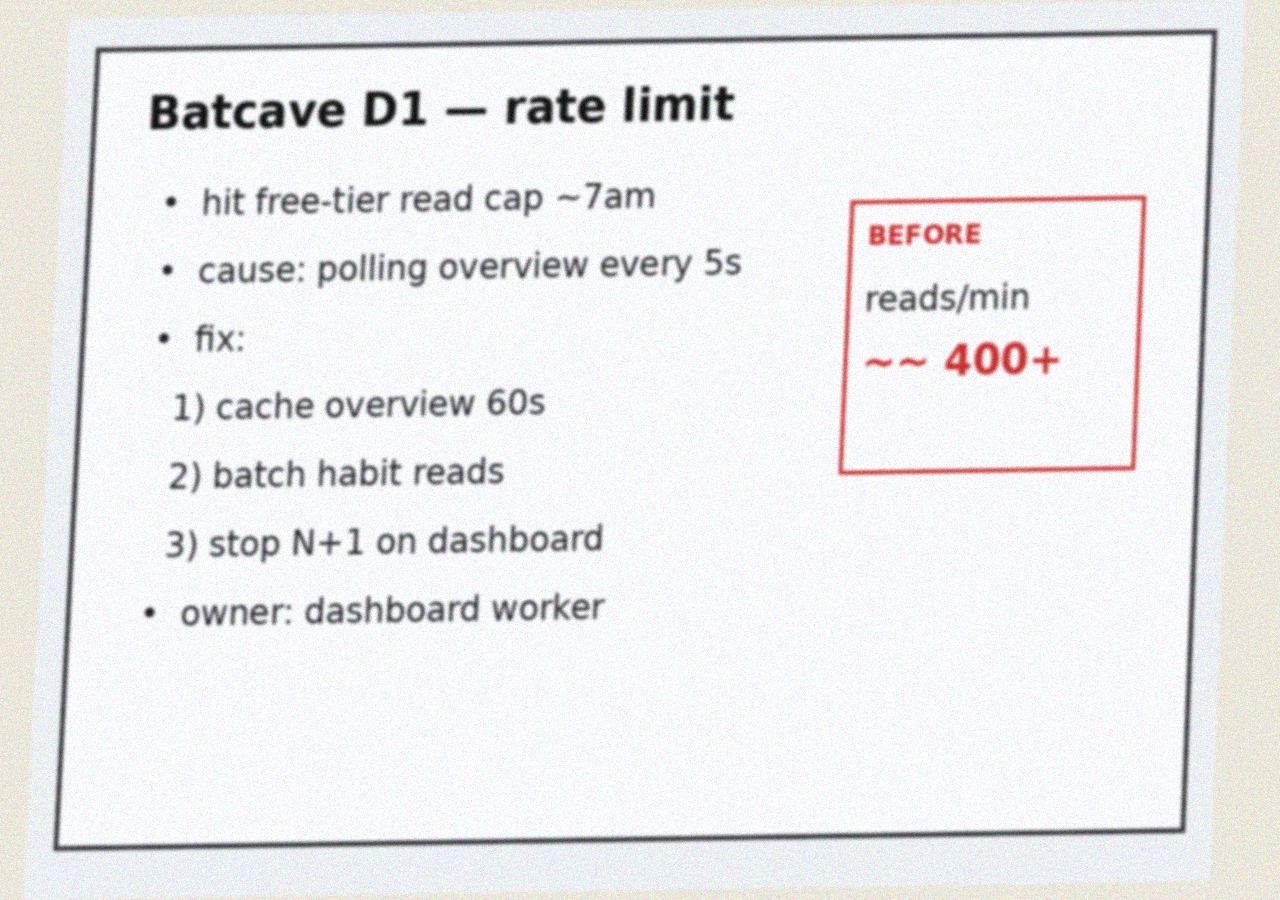 Batcave D1 — rate limit
• hit free-tier read cap ~7am
• cause: polling overview every 5s
• fix:
1) cache overview 60s
2) batch habit reads
3) stop N+1 on dashboard
• owner: dashboard worker
BEFORE
reads/min
~~ 400+